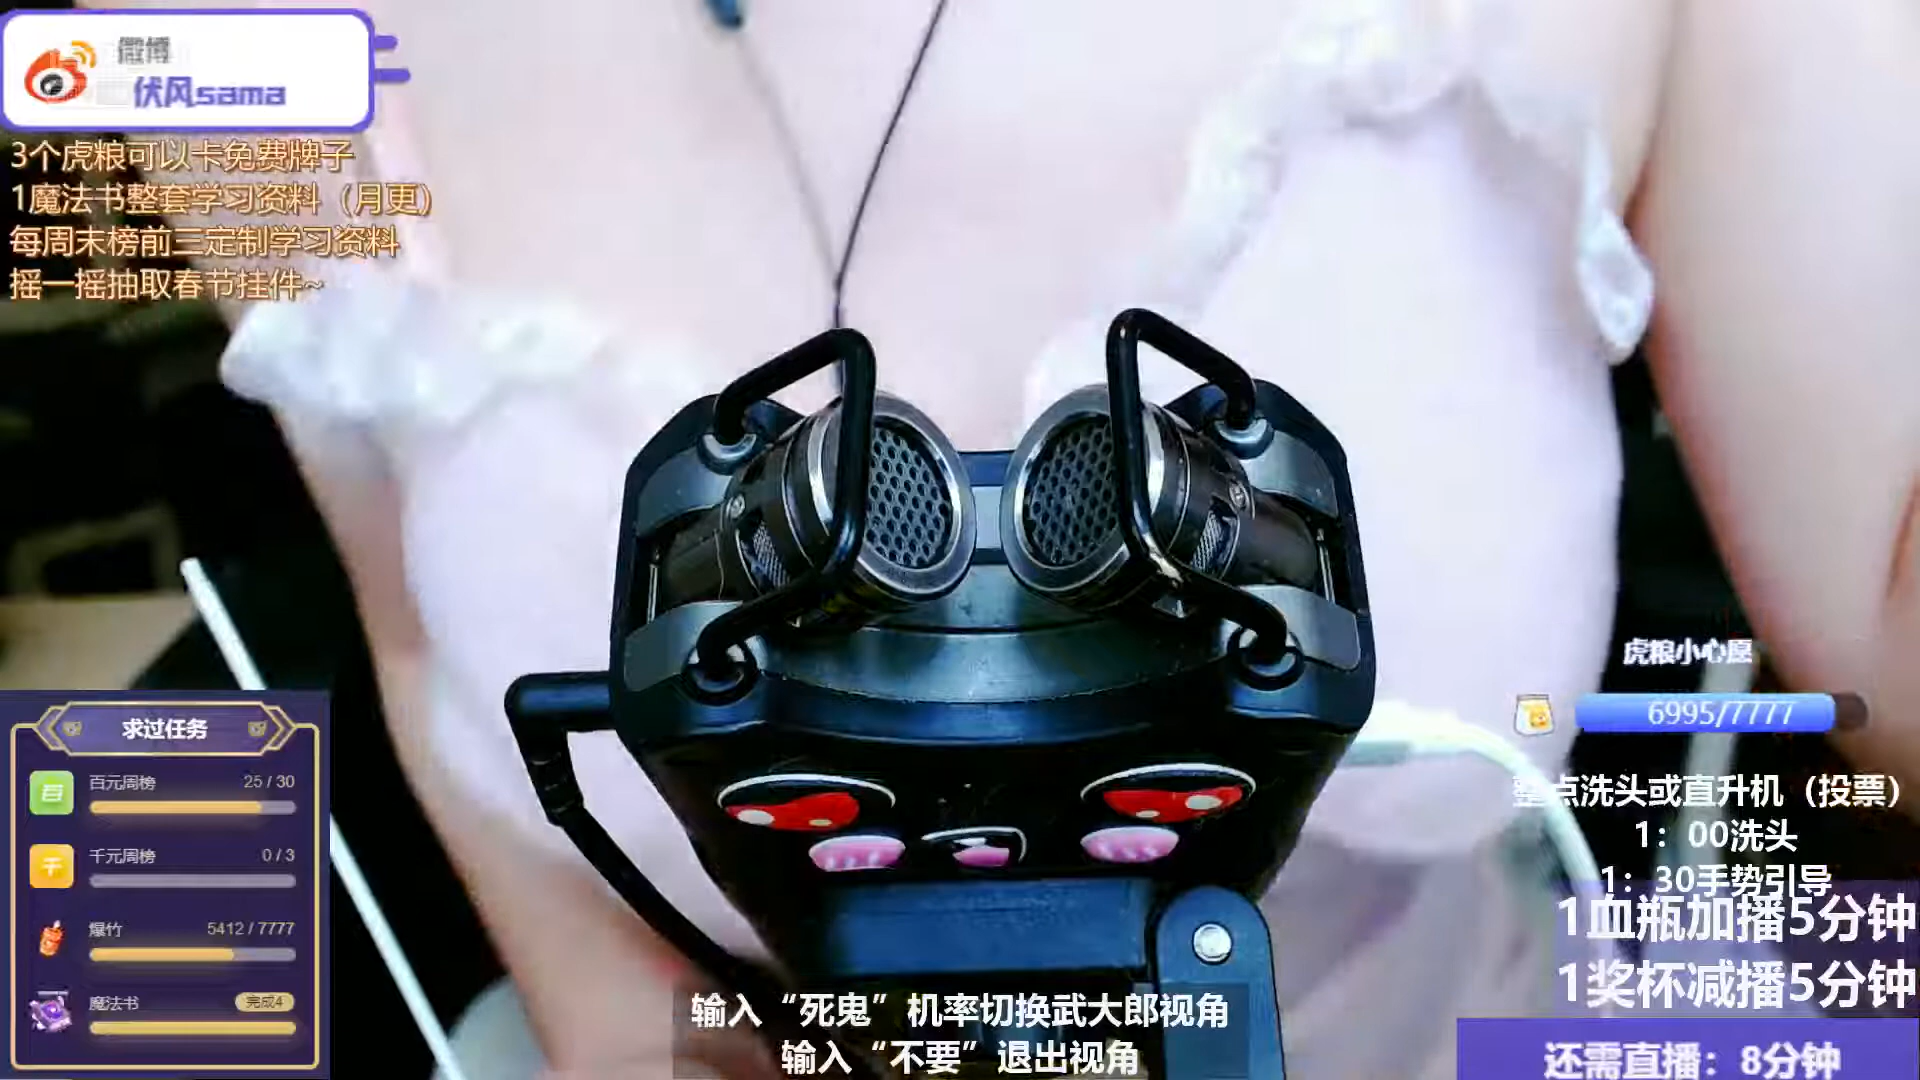 微博
伏风sama
3个虎粮可以卡免费牌子
1魔法书整套学习资料（月更）
每周末榜前三定制学习资料
摇一摇抽取春节挂件~
求过任务
百
百元周榜 25 / 30
千
千元周榜 0 / 3
爆竹 5412 / 7777
魔法书 完成4
虎粮小心愿
6995/7777
整点洗头或直升机（投票）
1：00洗头
1：30手势引导
1血瓶加播5分钟
1奖杯减播5分钟
还需直播：8分钟
输入“死鬼”机率切换武大郎视角
输入“不要”退出视角